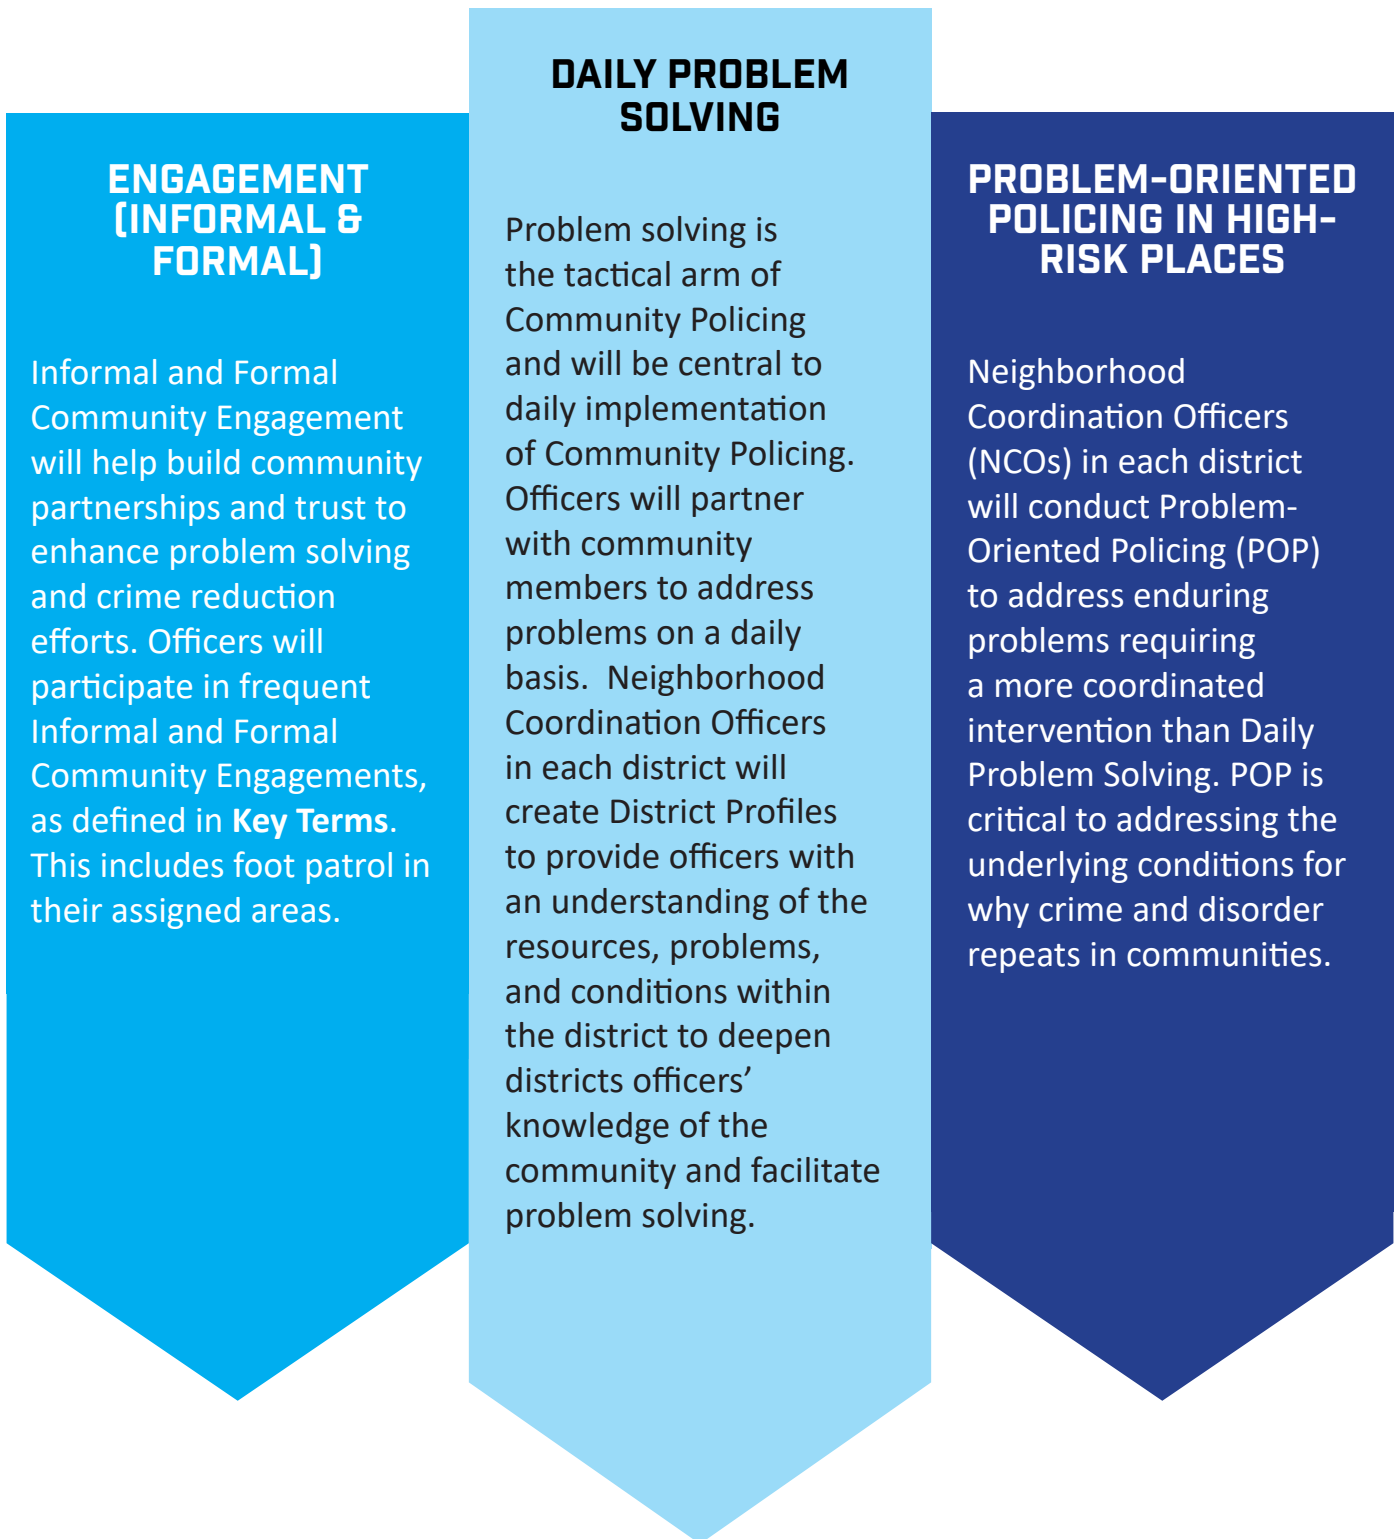 ENGAGEMENT
(INFORMAL &
FORMAL)
Informal and Formal
Community Engagement
will help build community
partnerships and trust to
enhance problem solving
and crime reduction
efforts. Officers will
participate in frequent
Informal and Formal
Community Engagements,
as defined in Key Terms.
This includes foot patrol in
their assigned areas.
DAILY PROBLEM
SOLVING
Problem solving is
the tactical arm of
Community Policing
and will be central to
daily implementation
of Community Policing.
Officers will partner
with community
members to address
problems on a daily
basis.  Neighborhood
Coordination Officers
in each district will
create District Profiles
to provide officers with
an understanding of the
resources, problems,
and conditions within
the district to deepen
districts officers’
knowledge of the
community and facilitate
problem solving.
PROBLEM-ORIENTED
POLICING IN HIGH-
RISK PLACES
Neighborhood
Coordination Officers
(NCOs) in each district
will conduct Problem-
Oriented Policing (POP)
to address enduring
problems requiring
a more coordinated
intervention than Daily
Problem Solving. POP is
critical to addressing the
underlying conditions for
why crime and disorder
repeats in communities.